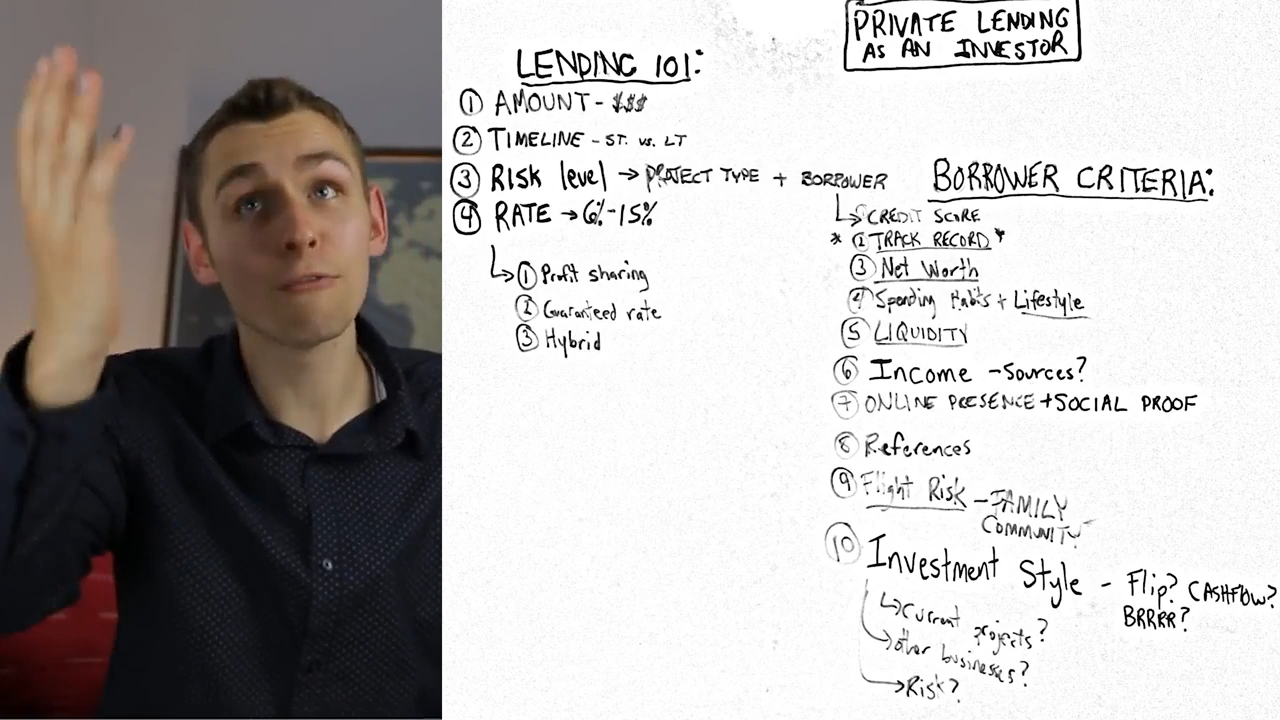 PRIVATE LENDING
AS AN INVESTOR
LENDING 101:
① AMOUNT - $$$
② TIMELINE - ST. vs. LT
③ RISK level → PROJECT TYPE + BORROWER
④ RATE → 6%-15%
↳ ① Profit sharing
② Guaranteed rate
③ Hybrid
BORROWER CRITERIA:
↳ CREDIT SCORE
* ② TRACK RECORD *
③ Net Worth
④ Spending Habits + Lifestyle
⑤ LIQUIDITY
⑥ Income - Sources?
⑦ ONLINE PRESENCE + SOCIAL PROOF
⑧ References
⑨ Flight Risk - FAMILY
COMMUNITY
⑩ Investment Style - Flip? CASHFLOW?
BRRRR?
↳ current projects?
↳ other businesses?
→ Risk?